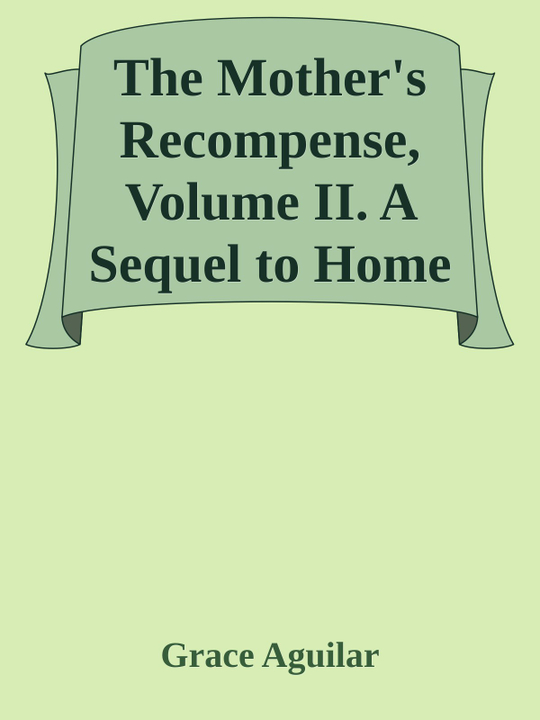 The Mother's
Recompense,
Volume II. A
Sequel to Home
Grace Aguilar